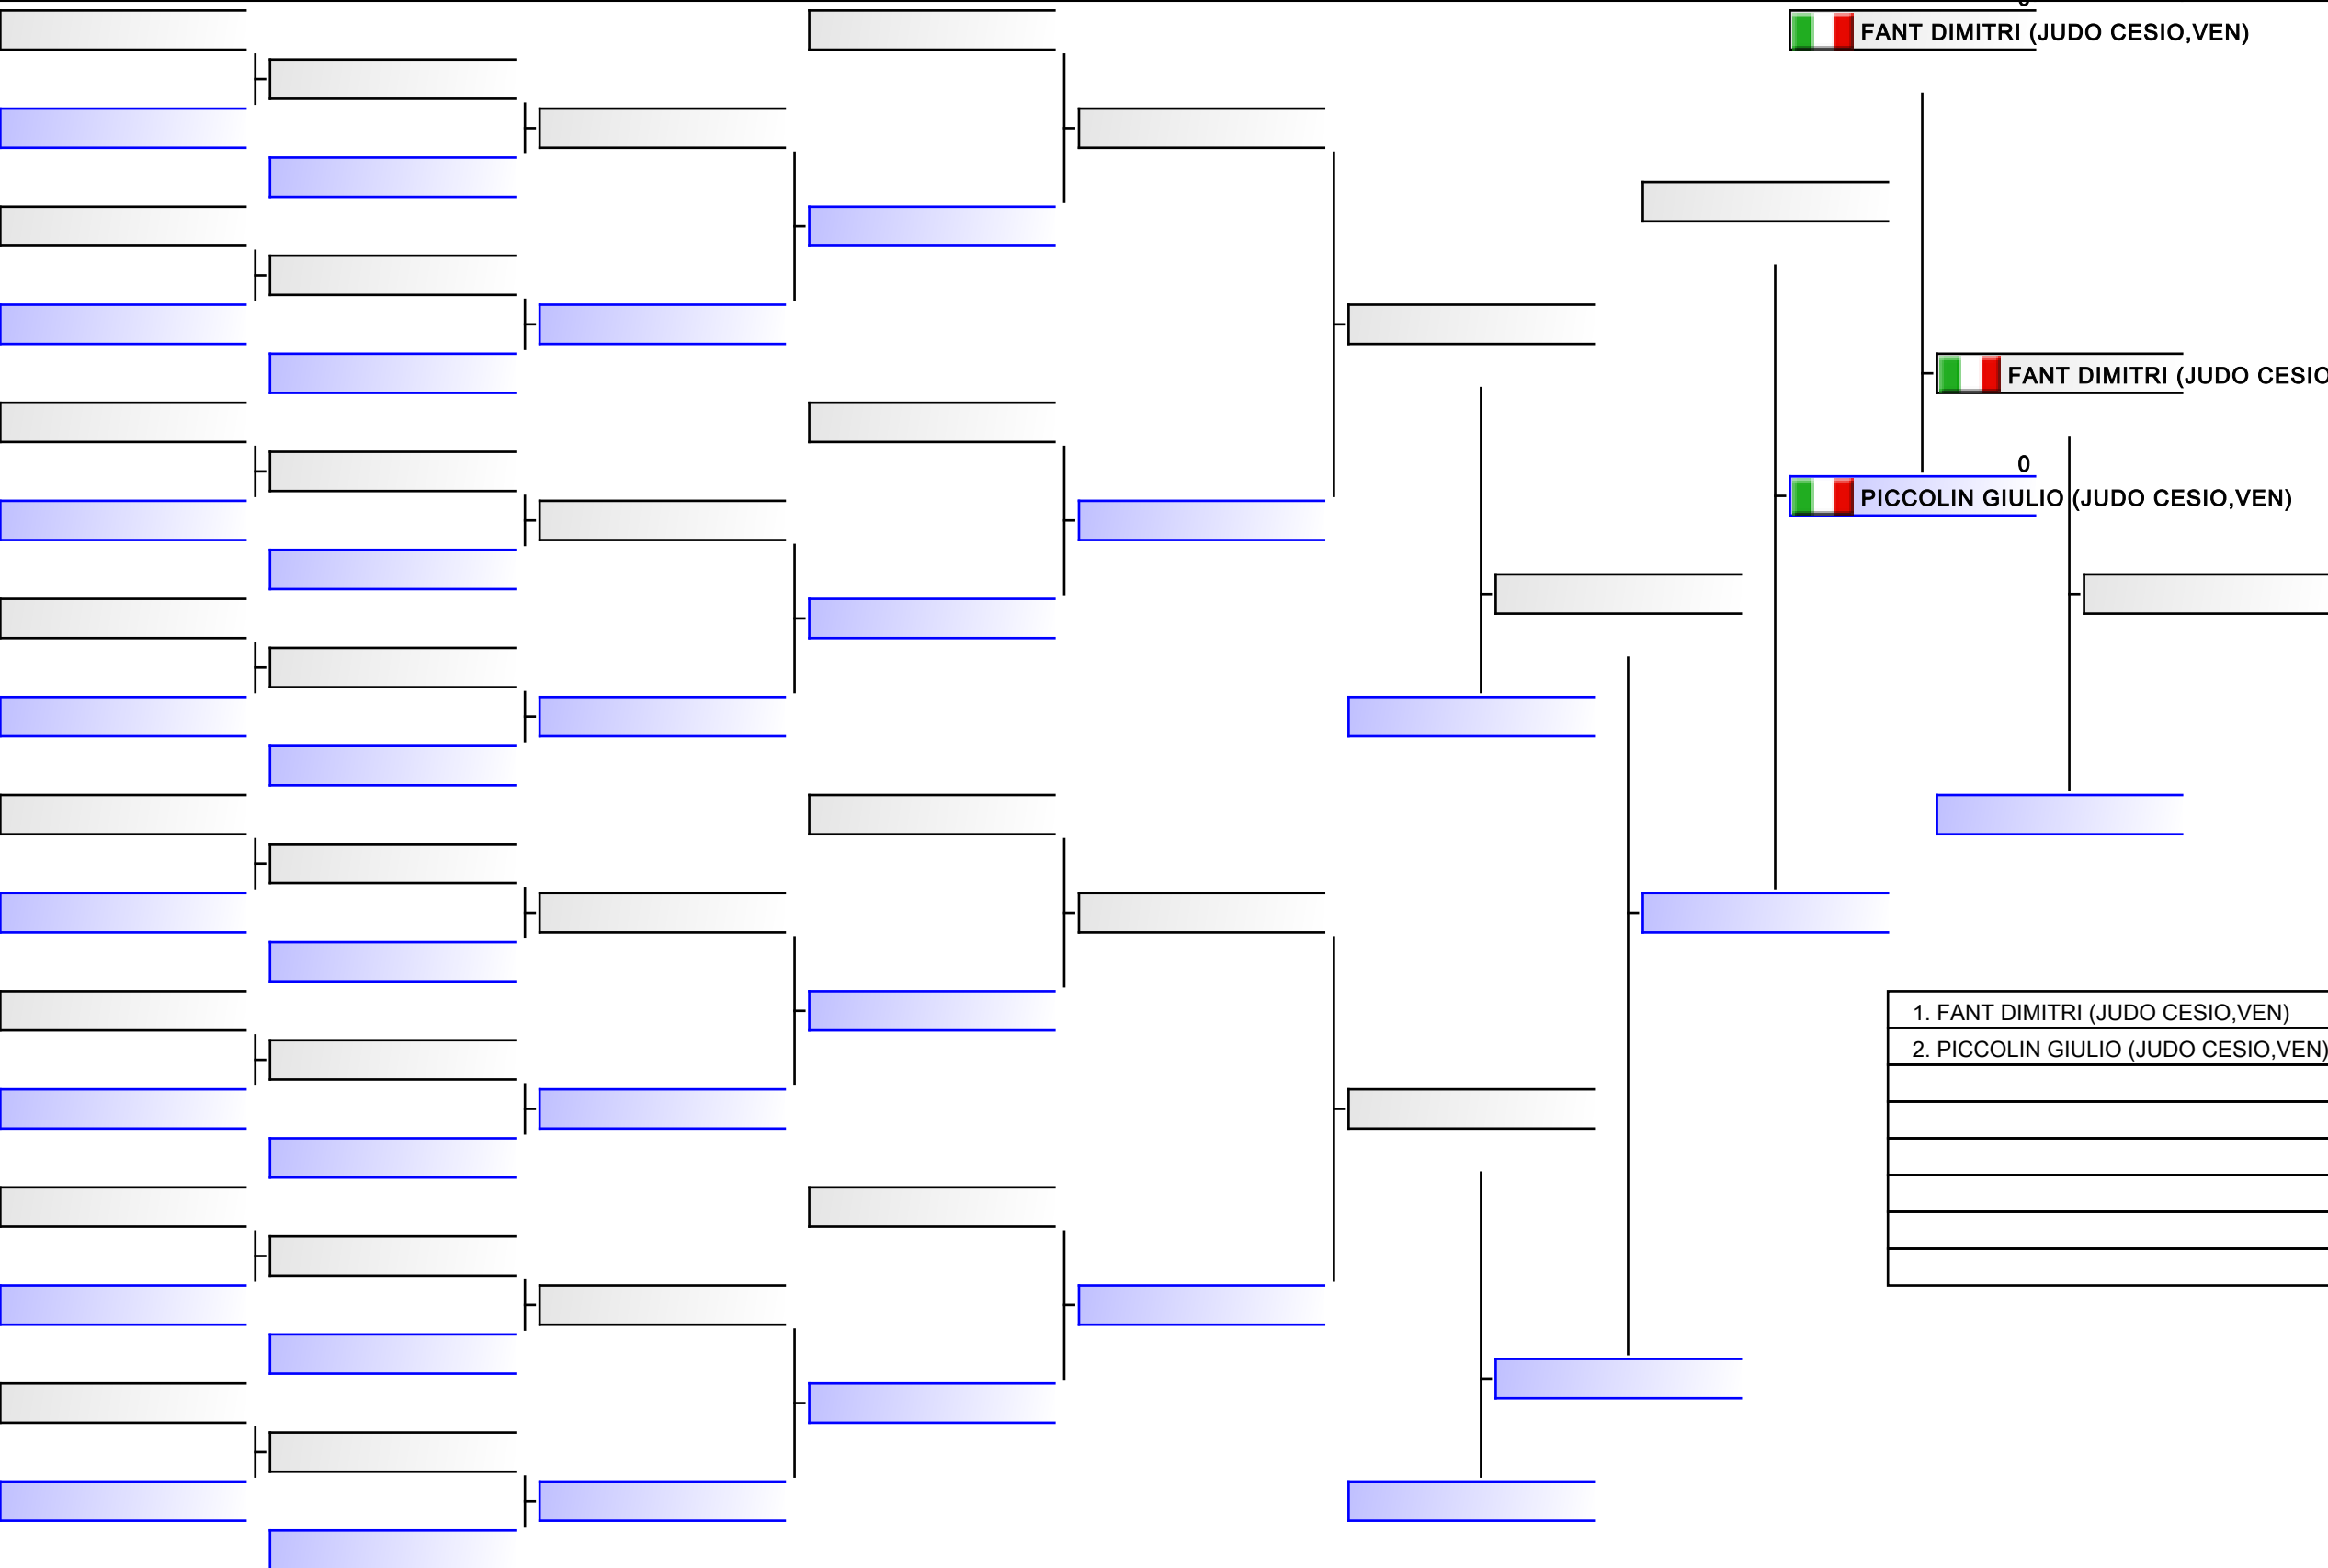 FANT DIMITRI (JUDO CESIO,VEN)
FANT DIMITRI (JUDO CESIO
0
PICCOLIN GIULIO (JUDO CESIO,VEN)
1. FANT DIMITRI (JUDO CESIO,VEN)
2. PICCOLIN GIULIO (JUDO CESIO,VEN)